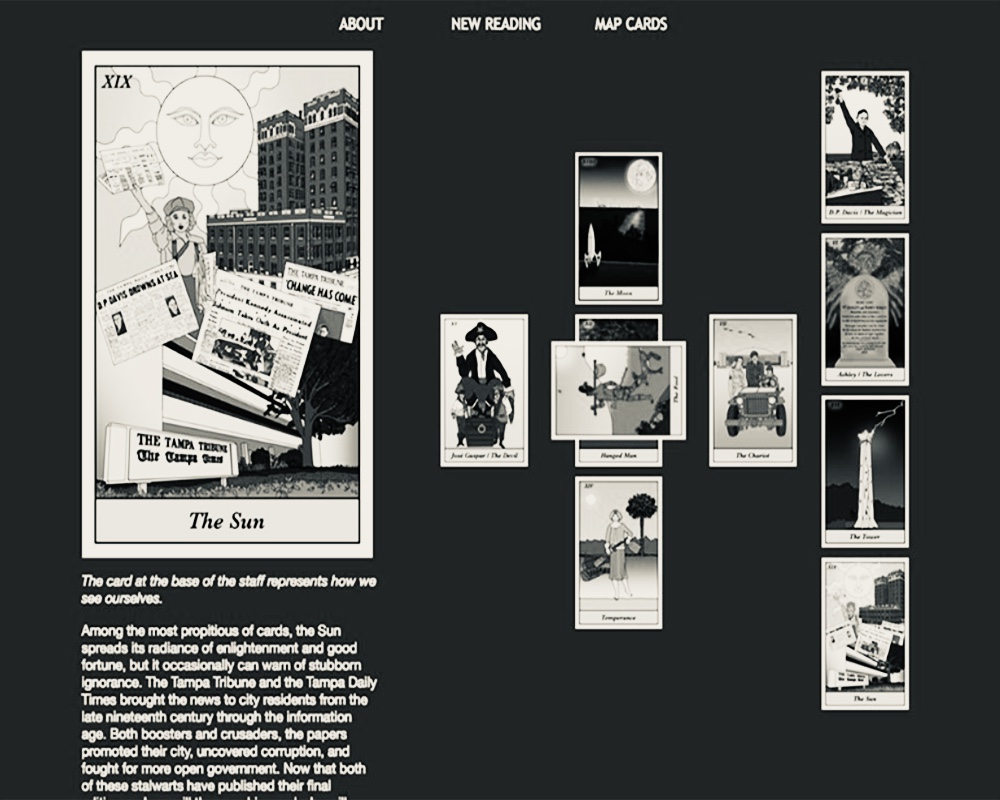 ABOUT
NEW READING
MAP CARDS
XIX
D.P. DAVIS DROWNS AT SEA
THE TAMPA TRIBUNE
President Kennedy Assassinated
Johnson Takes Oath As President
THE TAMPA TRIBUNE
'CHANGE HAS COME'
THE TAMPA TRIBUNE
The Tampa Times
The Sun
The card at the base of the staff represents how we
see ourselves.
Among the most propitious of cards, the Sun
spreads its radiance of enlightenment and good
fortune, but it occasionally can warn of stubborn
ignorance. The Tampa Tribune and the Tampa Daily
Times brought the news to city residents from the
late nineteenth century through the information
age. Both boosters and crusaders, the papers
promoted their city, uncovered corruption, and
fought for more open government. Now that both
of these stalwarts have published their final
The Moon
José Gaspar | The Devil
The Fool
Hanged Man
The Chariot
XIV
Temperance
D.P. Davis | The Magician
Ashley | The Lovers
The Tower
XIX
The Sun